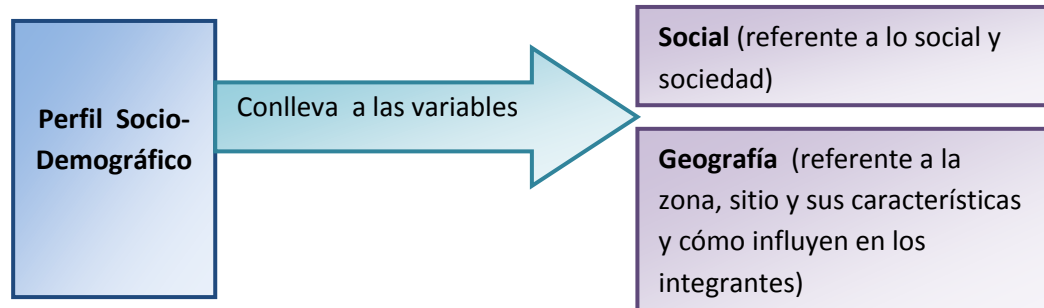 Perfil Socio-
Demográfico
Conlleva a las variables
Social (referente a lo social y
sociedad)
Geografía (referente a la
zona, sitio y sus características
y cómo influyen en los
integrantes)